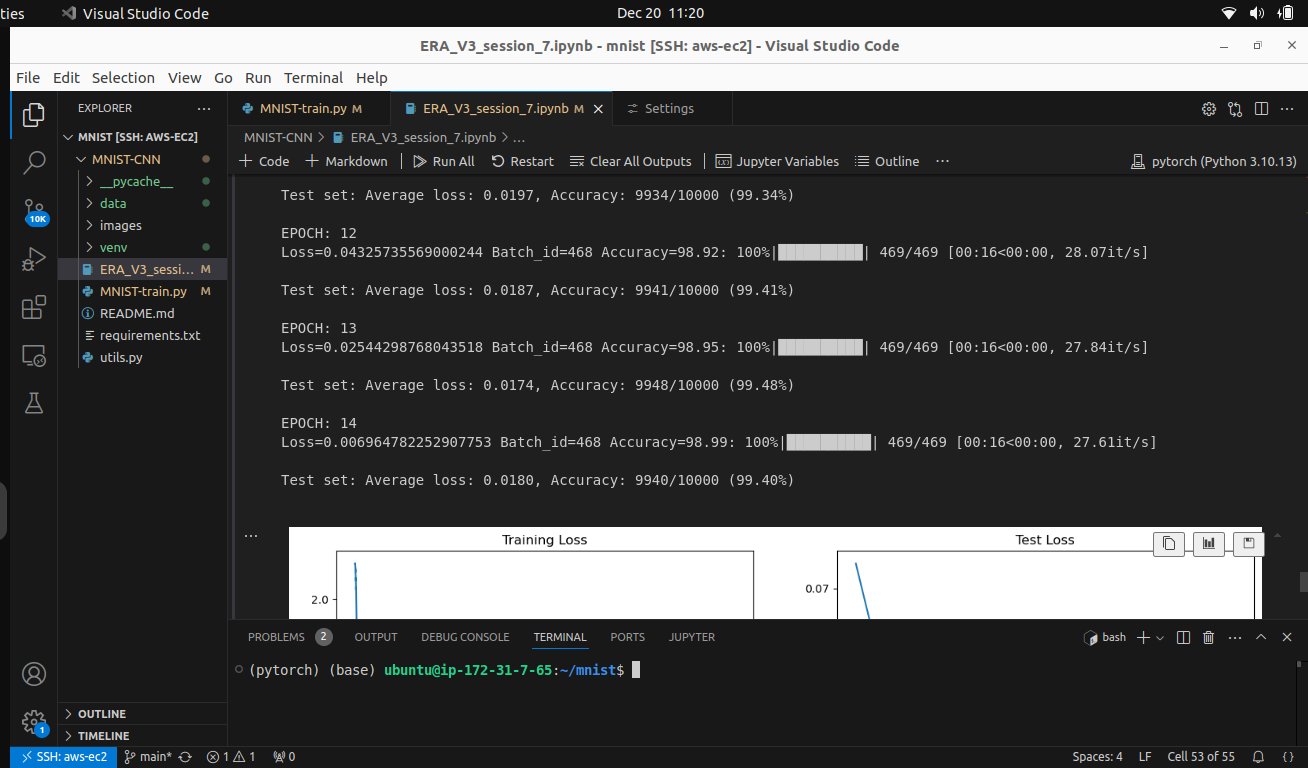 ties Visual Studio Code Dec 20 11:20
ERA_V3_session_7.ipynb - mnist [SSH: aws-ec2] - Visual Studio Code
File Edit Selection View Go Run Terminal Help
EXPLORER ...
MNIST-train.py M ERA_V3_session_7.ipynb M Settings
MNIST [SSH: AWS-EC2]
MNIST-CNN
__pycache__
data
images
venv
ERA_V3_sessi... M
MNIST-train.py M
README.md
requirements.txt
utils.py
10K
1
OUTLINE
TIMELINE
MNIST-CNN > ERA_V3_session_7.ipynb > ...
+ Code + Markdown Run All Restart Clear All Outputs Jupyter Variables Outline ... pytorch (Python 3.10.13)
Test set: Average loss: 0.0197, Accuracy: 9934/10000 (99.34%)
EPOCH: 12
Loss=0.04325735569000244 Batch_id=468 Accuracy=98.92: 100%|██████████| 469/469 [00:16<00:00, 28.07it/s]
Test set: Average loss: 0.0187, Accuracy: 9941/10000 (99.41%)
EPOCH: 13
Loss=0.02544298768043518 Batch_id=468 Accuracy=98.95: 100%|██████████| 469/469 [00:16<00:00, 27.84it/s]
Test set: Average loss: 0.0174, Accuracy: 9948/10000 (99.48%)
EPOCH: 14
Loss=0.006964782252907753 Batch_id=468 Accuracy=98.99: 100%|██████████| 469/469 [00:16<00:00, 27.61it/s]
Test set: Average loss: 0.0180, Accuracy: 9940/10000 (99.40%)
...
Training Loss
2.0
Test Loss
0.07
PROBLEMS 2 OUTPUT DEBUG CONSOLE TERMINAL PORTS JUPYTER bash
(pytorch) (base) ubuntu@ip-172-31-7-65:~/mnist$
SSH: aws-ec2 main* 1 1 0 Spaces: 4 LF Cell 53 of 55 {}